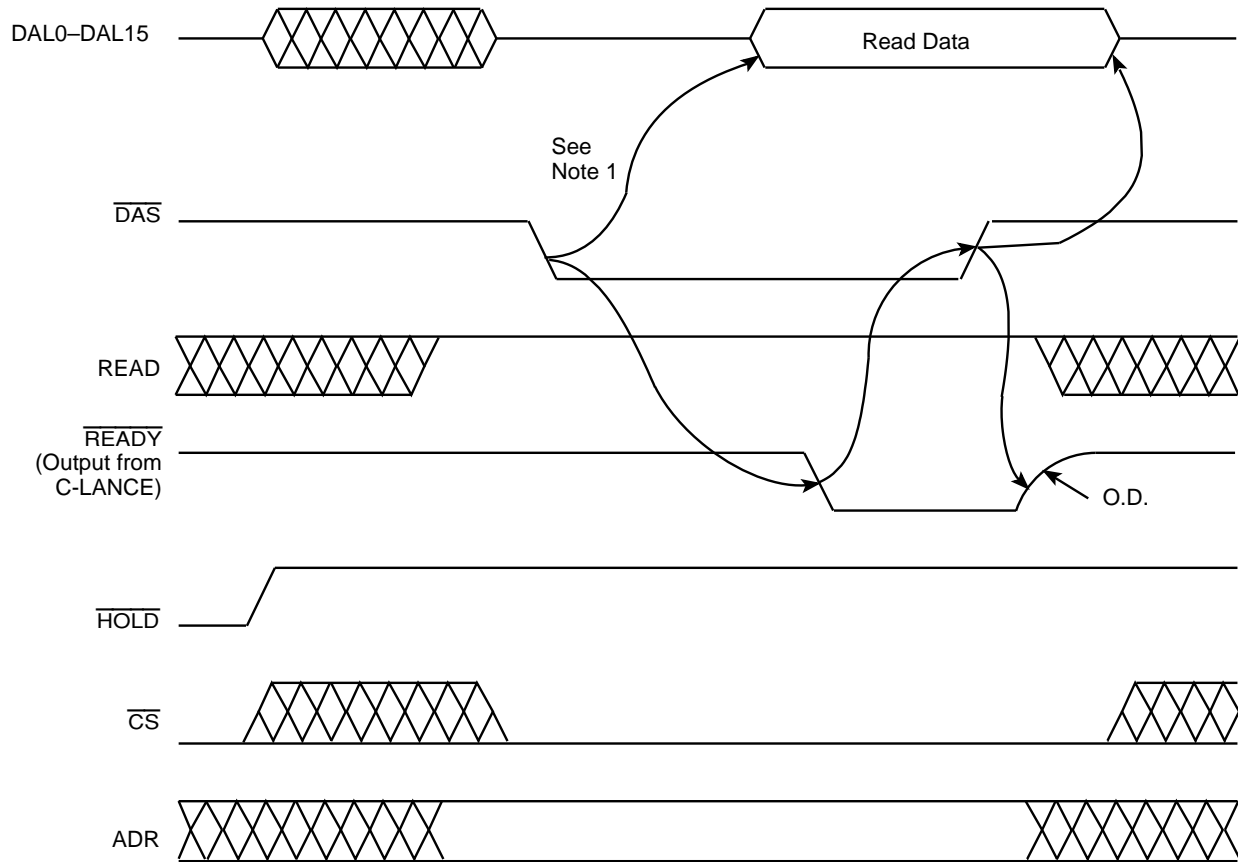 DAL0–DAL15
Read Data
See
Note 1
DAS
READ
READY
(Output from
C-LANCE)
O.D.
HOLD
CS
ADR